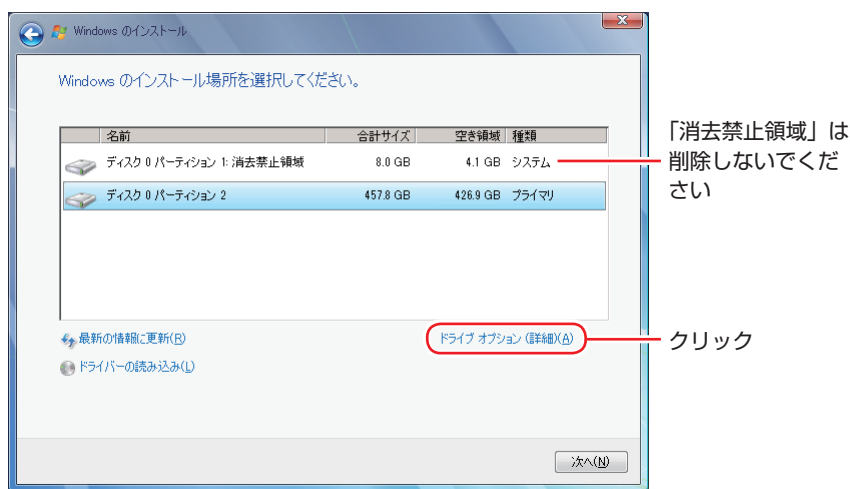 Windows のインストール
Windows のインストール場所を選択してください。
名前 合計サイズ 空き領域 種類
ディスク 0 パーティション 1: 消去禁止領域 8.0 GB 4.1 GB システム
ディスク 0 パーティション 2 457.8 GB 426.9 GB プライマリ
「消去禁止領域」は
削除しないでくだ
さい
最新の情報に更新(R)
ドライブ オプション (詳細)(A)
クリック
ドライバーの読み込み(L)
次へ(N)